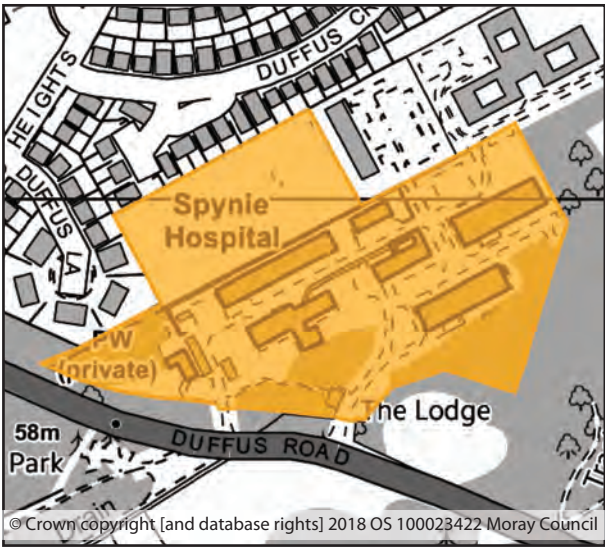 DUFFUS CR
HEIGHTS
DUFFUS
LA
Spynie
Hospital
PW
(private)
The Lodge
58m
Park
DUFFUS ROAD
Drain
© Crown copyright [and database rights] 2018 OS 100023422 Moray Council